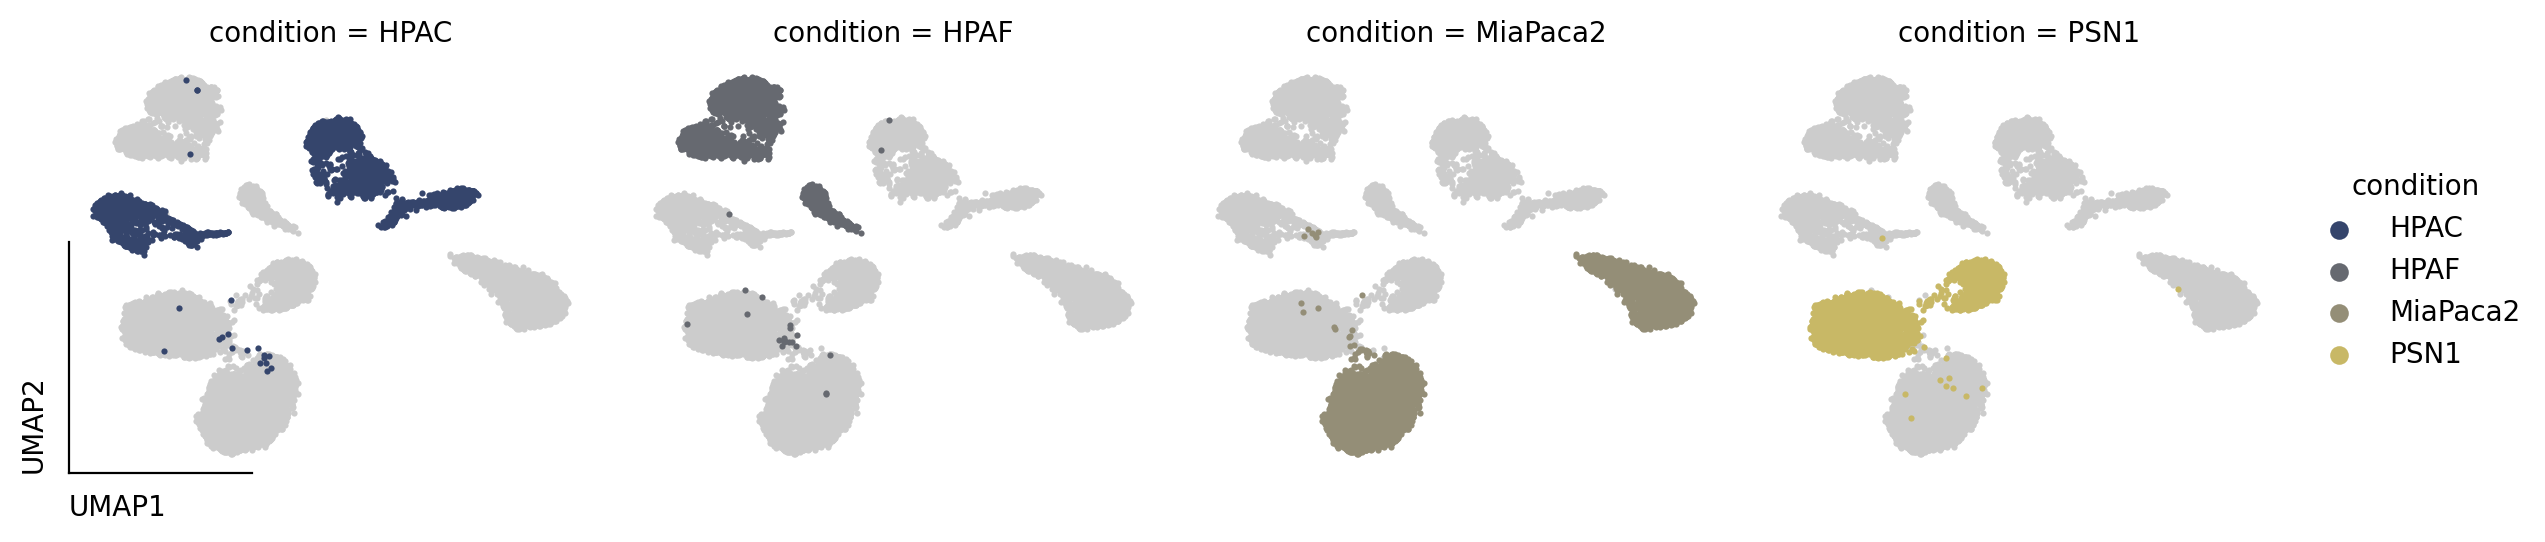 condition = HPAC
condition = HPAF
condition = MiaPaca2
condition = PSN1
UMAP2
UMAP1
condition
HPAC
HPAF
MiaPaca2
PSN1